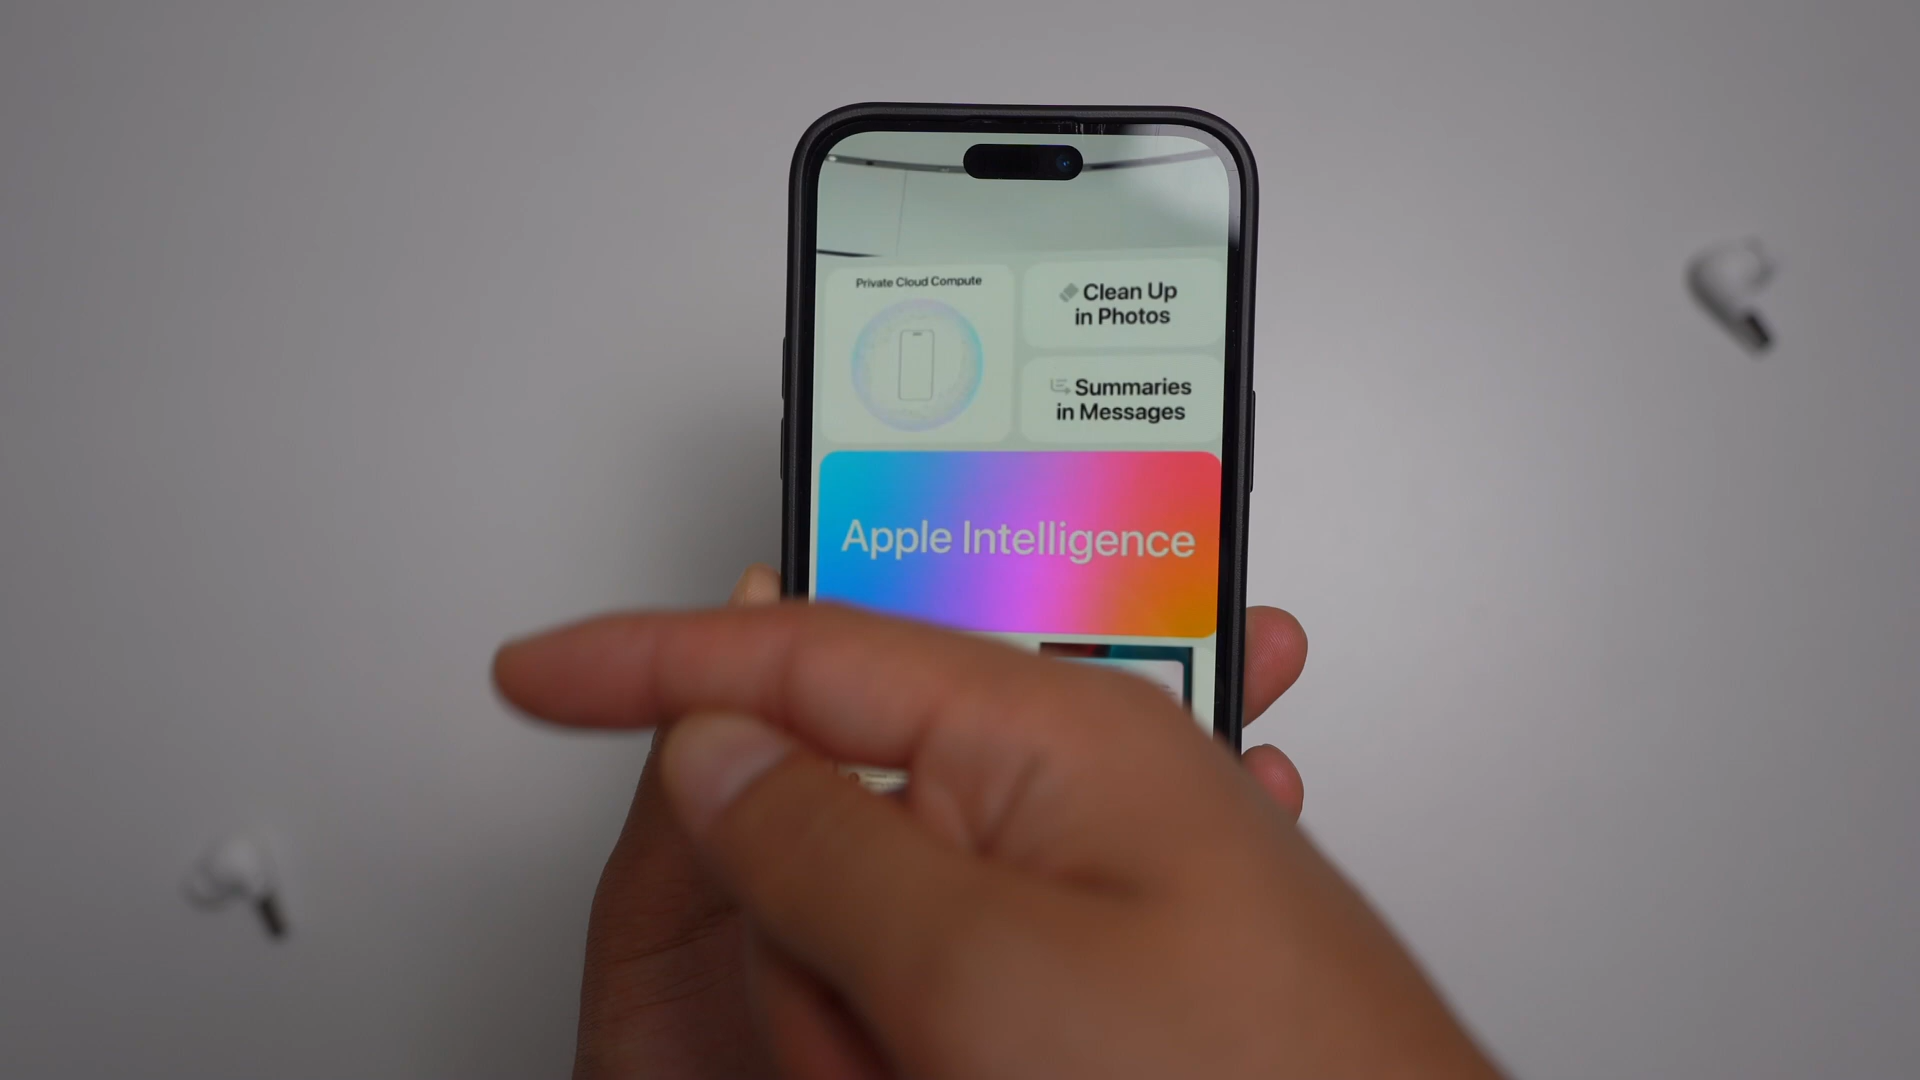 Private Cloud Compute
Clean Up
in Photos
Summaries
in Messages
Apple Intelligence